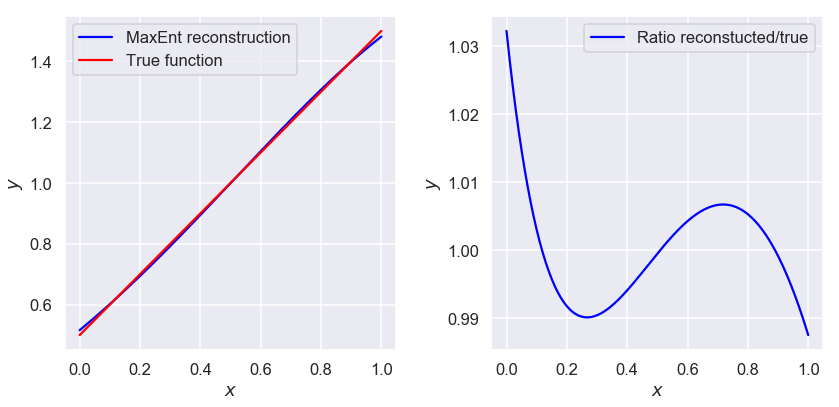 MaxEnt reconstruction
True function
1.4
1.2
1.0
0.8
0.6
y
0.0 0.2 0.4 0.6 0.8 1.0
x
Ratio reconstucted/true
1.03
1.02
1.01
1.00
0.99
y
0.0 0.2 0.4 0.6 0.8 1.0
x